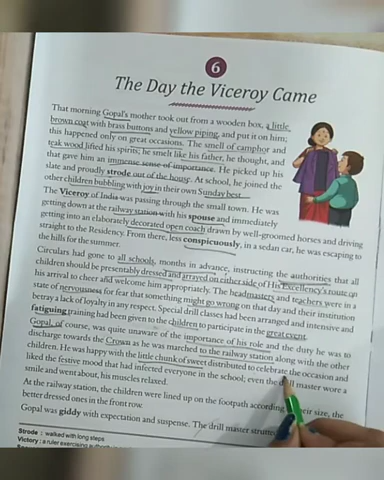 6
The Day the Viceroy Came
That morning Gopal's mother took out from a wooden box, a little
brown coat with brass buttons and yellow piping, and put it on him;
this happened only on great occasions. The smell of camphor and
teak wood lifted his spirits; he smelt like his father, he thought, and
that gave him an immense sense of importance. He picked up his
slate and proudly strode out of the house. At school, he joined the
other children bubbling with joy in their own Sunday best.
The Viceroy of India was passing through the small town. He was
getting down at the railway station with his spouse and immediately
getting into an elaborately decorated open coach drawn by well-groomed horses and driving
straight to the Residency. From there, less conspicuously, in a sedan car, he was escaping to
the hills for the summer.
Circulars had gone to all schools, months in advance, instructing the authorities that all
children should be presentably dressed and arrayed on either side of His Excellency's route on
his arrival to cheer and welcome him appropriately. The headmasters and teachers were in a
state of nervousness for fear that something might go wrong on that day and their institution
betray a lack of loyalty in any respect. Special drill classes had been arranged and intensive and
fatiguing training had been given to the children to participate in the great event.
Gopal, of course, was quite unaware of the importance of his role and the duty he was to
discharge towards the Crown as he was marched to the railway station along with the other
children. He was happy with the little chunk of sweet distributed to celebrate the occasion and
liked the festive mood that had infected everyone in the school; even the drill master wore a
smile and went about, his muscles relaxed.
At the railway station, the children were lined up on the footpath according their size, the
better dressed ones in the front row.
Gopal was giddy with expectation and suspense. The drill master
Strode : walked with long steps